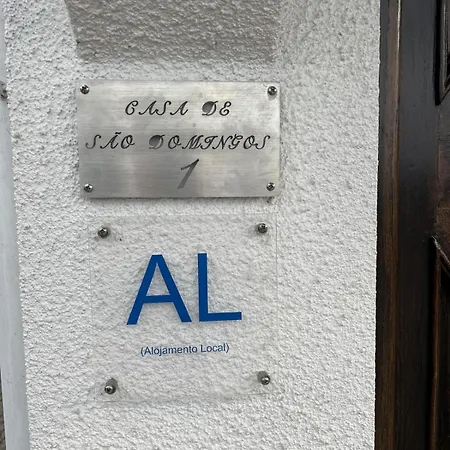 CASA DE
SÃO DOMINGOS
1
AL
(Alojamento Local)